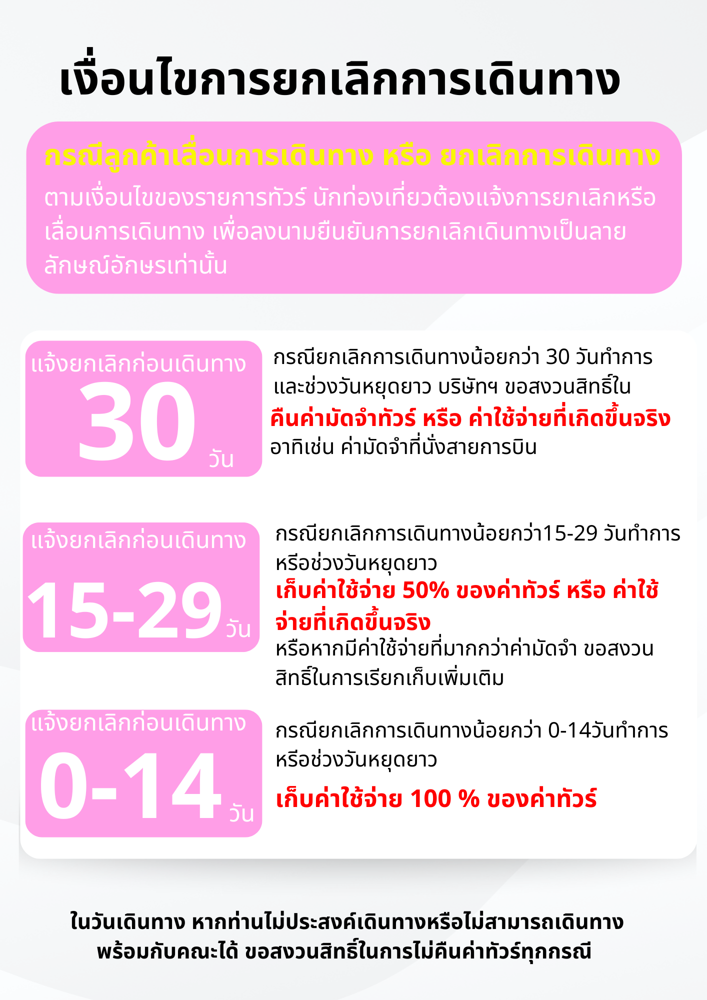 เงื่อนไขการยกเลิกการเดินทาง
กรณีลูกค้าเลื่อนการเดินทาง หรือ ยกเลิกการเดินทาง
ตามเงื่อนไขของรายการทัวร์ นักท่องเที่ยวต้องแจ้งการยกเลิกหรือ
เลื่อนการเดินทาง เพื่อลงนามยืนยันการยกเลิกเดินทางเป็นลาย
ลักษณ์อักษรเท่านั้น
แจ้งยกเลิกก่อนเดินทาง
30 วัน
กรณียกเลิกการเดินทางน้อยกว่า 30 วันทำการ
และช่วงวันหยุดยาว บริษัทฯ ขอสงวนสิทธิ์ใน
คืนค่ามัดจำทัวร์ หรือ ค่าใช้จ่ายที่เกิดขึ้นจริง
อาทิเช่น ค่ามัดจำที่นั่งสายการบิน
แจ้งยกเลิกก่อนเดินทาง
15-29 วัน
กรณียกเลิกการเดินทางน้อยกว่า15-29 วันทำการ
หรีอช่วงวันหยุดยาว
เก็บค่าใช้จ่าย 50% ของค่าทัวร์ หรือ ค่าใช้
จ่ายที่เกิดขึ้นจริง
หรือหากมีค่าใช้จ่ายที่มากกว่าค่ามัดจำ ขอสงวน
สิทธิ์ในการเรียกเก็บเพิ่มเติม
แจ้งยกเลิกก่อนเดินทาง
0-14 วัน
กรณียกเลิกการเดินทางน้อยกว่า 0-14วันทำการ
หรีอช่วงวันหยุดยาว
เก็บค่าใช้จ่าย 100 % ของค่าทัวร์
ในวันเดินทาง หากท่านไม่ประสงค์เดินทางหรือไม่สามารถเดินทาง
พร้อมกับคณะได้ ขอสงวนสิทธิ์ในการไม่คืนค่าทัวร์ทุกกรณี